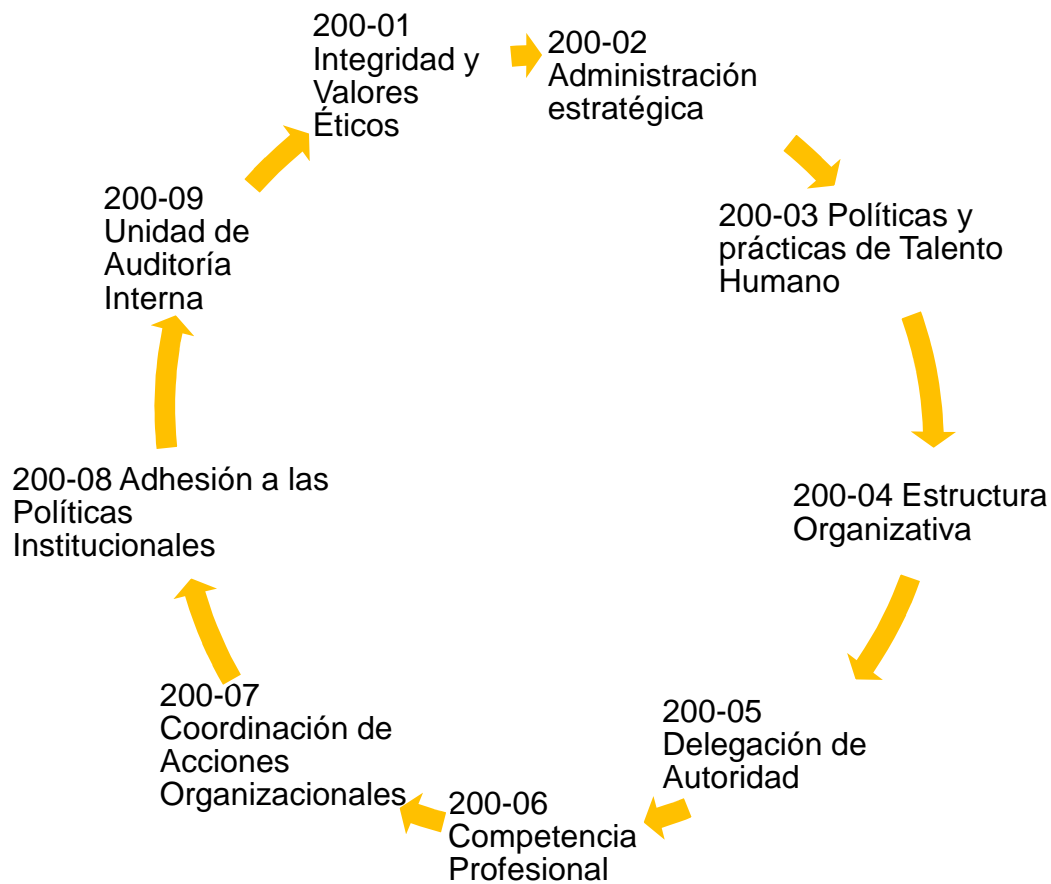 200-01
Integridad y
Valores
Éticos
200-02
Administración
estratégica
200-03 Políticas y
prácticas de Talento
Humano
200-04 Estructura
Organizativa
200-05
Delegación de
Autoridad
200-06
Competencia
Profesional
200-07
Coordinación de
Acciones
Organizacionales
200-08 Adhesión a las
Políticas
Institucionales
200-09
Unidad de
Auditoría
Interna